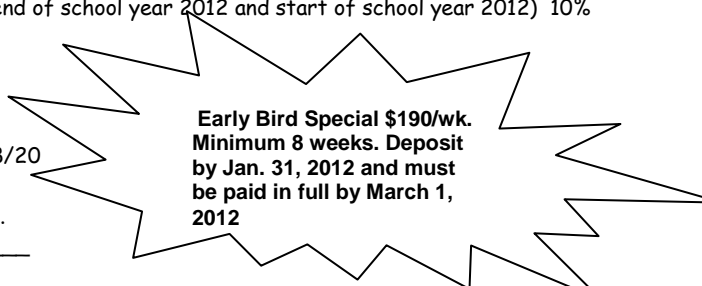 end of school year 2012 and start of school year 2012) 10%
Early Bird Special $190/wk.
Minimum 8 weeks. Deposit
/20
by Jan. 31, 2012 and must
be paid in full by March 1,
2012